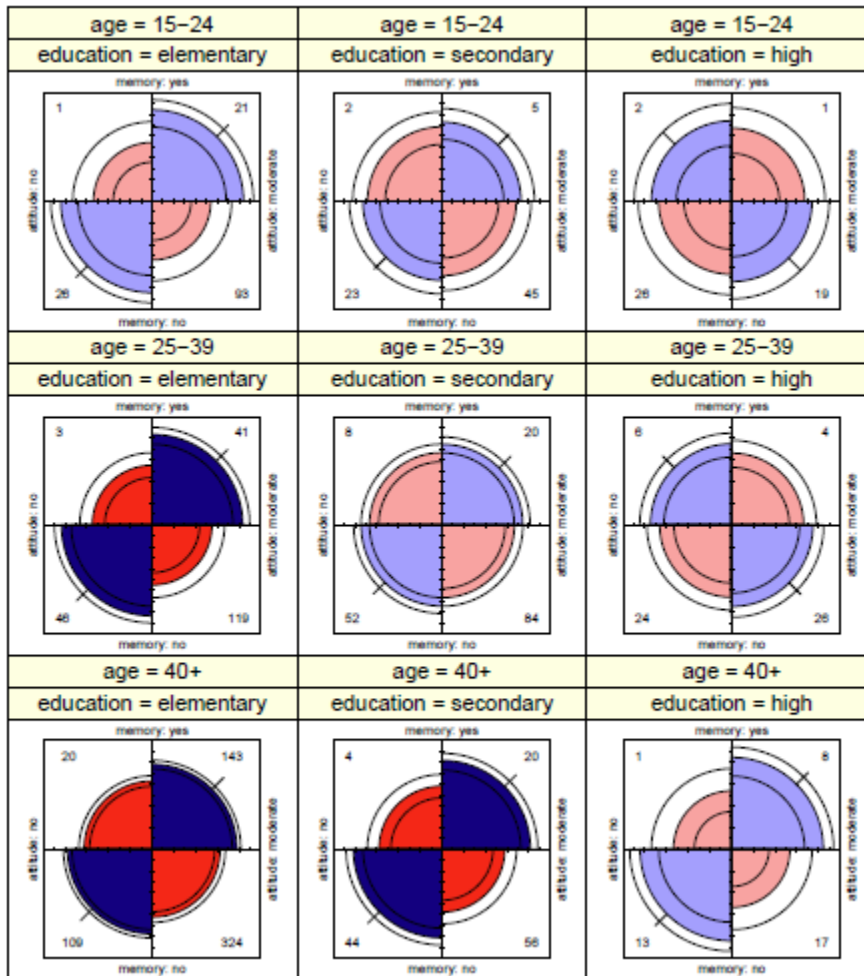 age = 15−24 age = 15−24 age = 15−24
education = elementary education = secondary education = high
memory: yes memory: yes memory: yes
1 21 2 5 2 1
attitude: no attitude: moderate attitude: no attitude: moderate attitude: no attitude: moderate
26 93 23 45 26 19
memory: no memory: no memory: no
age = 25−39 age = 25−39 age = 25−39
education = elementary education = secondary education = high
memory: yes memory: yes memory: yes
3 41 8 20 6 4
attitude: no attitude: moderate attitude: no attitude: moderate attitude: no attitude: moderate
46 119 52 84 24 26
memory: no memory: no memory: no
age = 40+ age = 40+ age = 40+
education = elementary education = secondary education = high
memory: yes memory: yes memory: yes
20 143 4 20 1 8
attitude: no attitude: moderate attitude: no attitude: moderate attitude: no attitude: moderate
109 324 44 56 13 17
memory: no memory: no memory: no